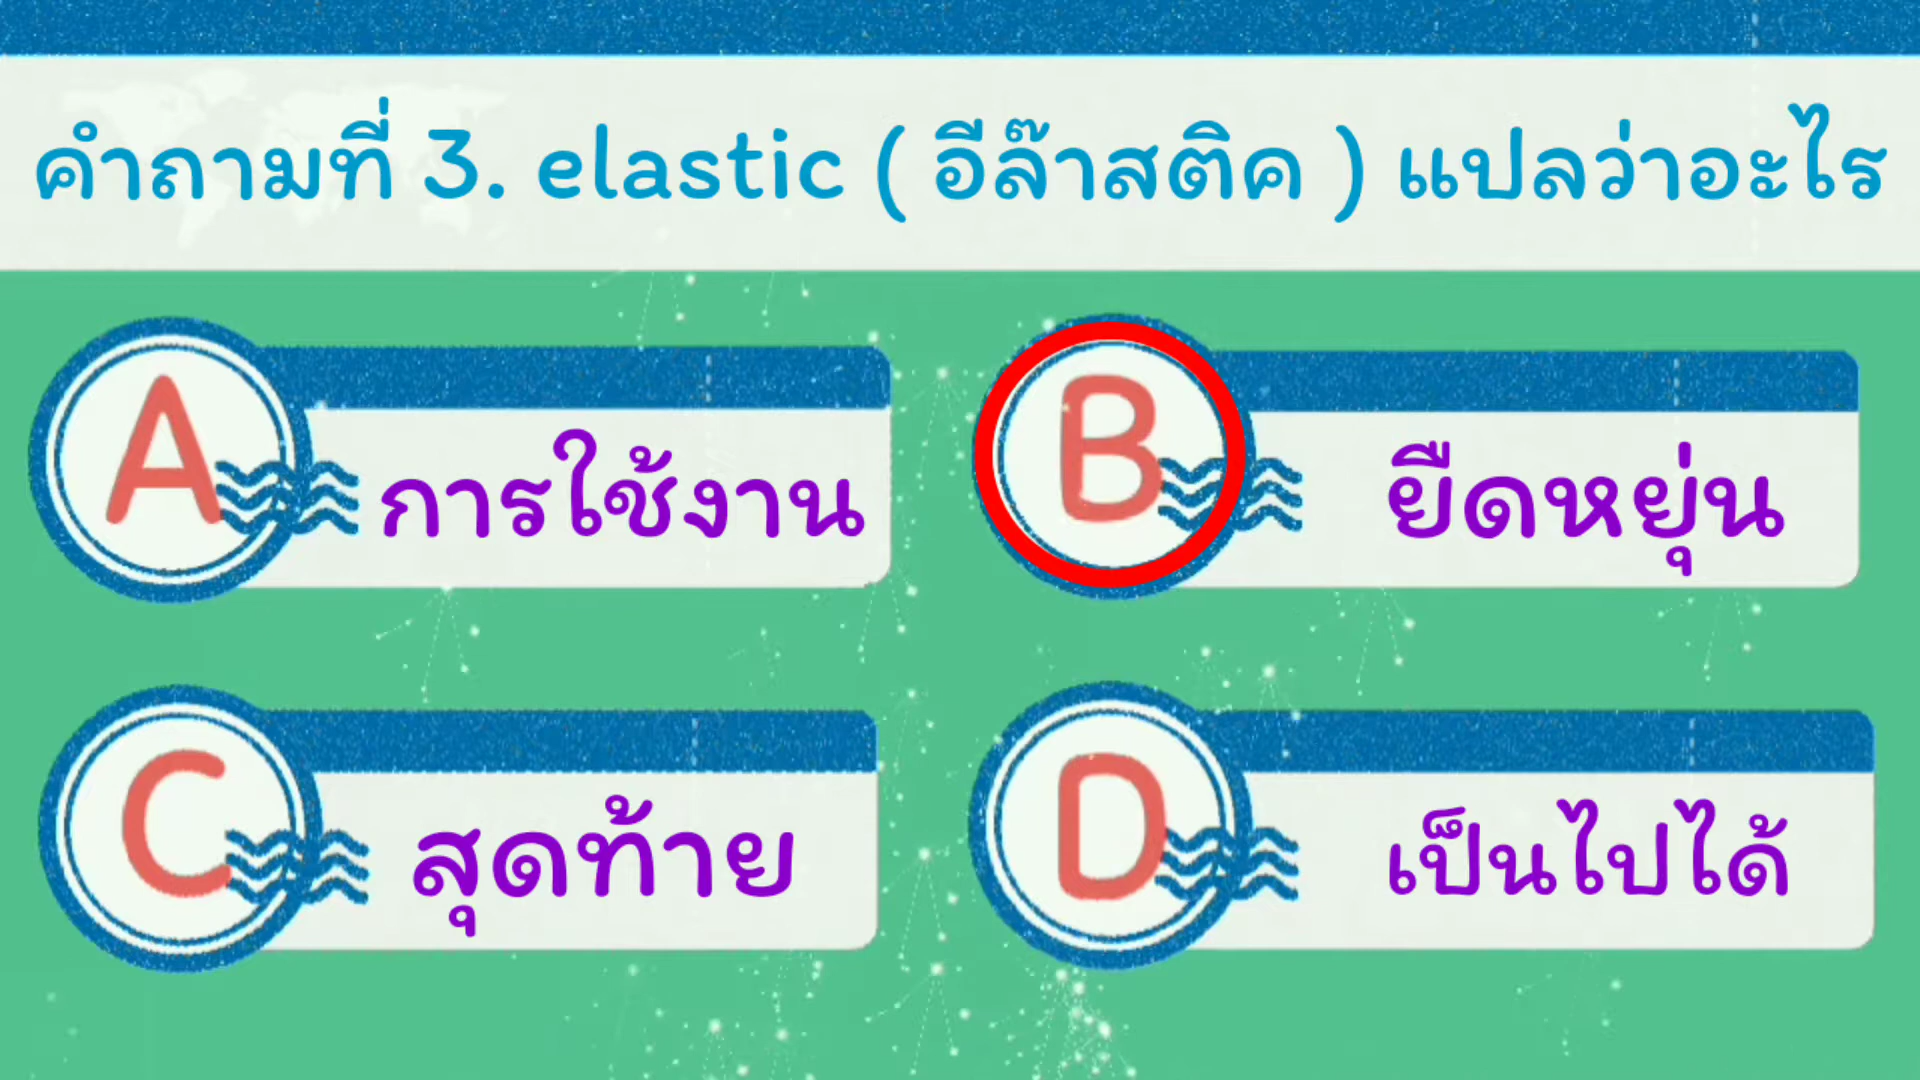 คำถามที่ 3. elastic ( อีล๊าสติค ) แปลว่าอะไร
A การใช้งาน
B ยืดหยุ่น
C สุดท้าย
D เป็นไปได้